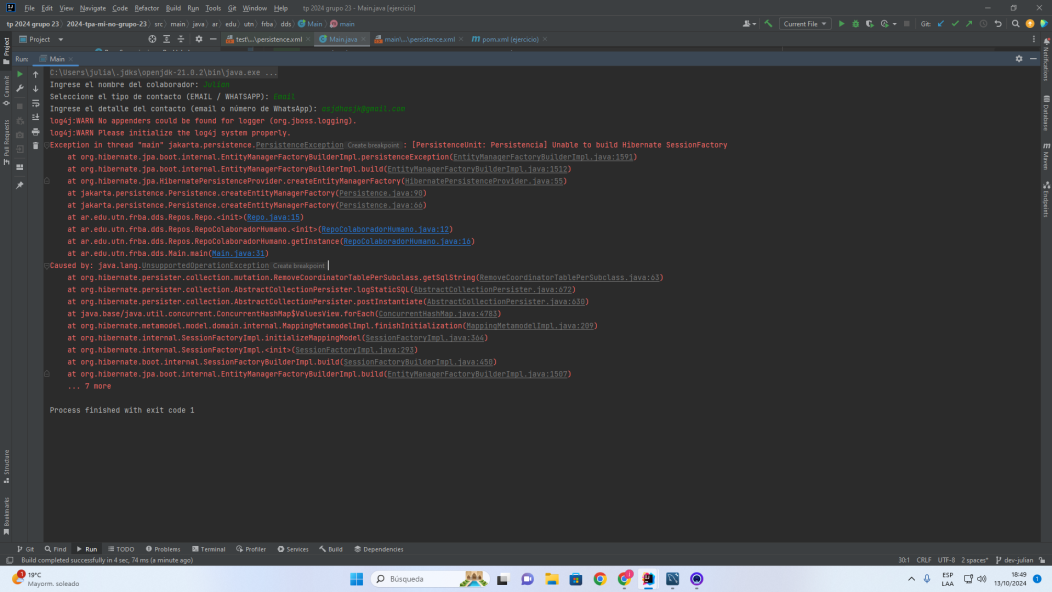 File Edit View Navigate Code Refactor Build Run Tools Git Window Help tp 2024 grupo 23 - Main.java (ejercicio)
tp 2024 grupo 23 2024-tpa-mi-no-grupo-23 src main java ar edu utn frba dds Main main Current File Git:
Project test\...\persistence.xml Main.java main\...\persistence.xml pom.xml (ejercicio)
Run: Main
C:\Users\julia\.jdks\openjdk-21.0.2\bin\java.exe ...
Ingrese el nombre del colaborador: Julian
Seleccione el tipo de contacto (EMAIL / WHATSAPP): Email
Ingrese el detalle del contacto (email o número de WhatsApp):
log4j:WARN No appenders could be found for logger (org.jboss.logging).
log4j:WARN Please initialize the log4j system properly.
Exception in thread "main" jakarta.persistence.PersistenceException Create breakpoint : [PersistenceUnit: Persistencia] Unable to build Hibernate SessionFactory
at org.hibernate.jpa.boot.internal.EntityManagerFactoryBuilderImpl.persistenceException(EntityManagerFactoryBuilderImpl.java:1591)
at org.hibernate.jpa.boot.internal.EntityManagerFactoryBuilderImpl.build(EntityManagerFactoryBuilderImpl.java:1512)
at org.hibernate.jpa.HibernatePersistenceProvider.createEntityManagerFactory(HibernatePersistenceProvider.java:55)
at jakarta.persistence.Persistence.createEntityManagerFactory(Persistence.java:90)
at jakarta.persistence.Persistence.createEntityManagerFactory(Persistence.java:66)
at ar.edu.utn.frba.dds.Repos.Repo.<init>(Repo.java:15)
at ar.edu.utn.frba.dds.Repos.RepoColaboradorHumano.<init>(RepoColaboradorHumano.java:12)
at ar.edu.utn.frba.dds.Repos.RepoColaboradorHumano.getInstance(RepoColaboradorHumano.java:16)
at ar.edu.utn.frba.dds.Main.main(Main.java:31)
Caused by: java.lang.UnsupportedOperationException Create breakpoint
at org.hibernate.persister.collection.mutation.RemoveCoordinatorTablePerSubclass.getSqlString(RemoveCoordinatorTablePerSubclass.java:63)
at org.hibernate.persister.collection.AbstractCollectionPersister.logStaticSQL(AbstractCollectionPersister.java:672)
at org.hibernate.persister.collection.AbstractCollectionPersister.postInstantiate(AbstractCollectionPersister.java:630)
at java.base/java.util.concurrent.ConcurrentHashMap$ValuesView.forEach(ConcurrentHashMap.java:4783)
at org.hibernate.metamodel.model.domain.internal.MappingMetamodelImpl.finishInitialization(MappingMetamodelImpl.java:209)
at org.hibernate.internal.SessionFactoryImpl.initializeMappingModel(SessionFactoryImpl.java:364)
at org.hibernate.internal.SessionFactoryImpl.<init>(SessionFactoryImpl.java:293)
at org.hibernate.boot.internal.SessionFactoryBuilderImpl.build(SessionFactoryBuilderImpl.java:450)
at org.hibernate.jpa.boot.internal.EntityManagerFactoryBuilderImpl.build(EntityManagerFactoryBuilderImpl.java:1507)
... 7 more
Process finished with exit code 1
Project
Commit
Pull Requests
Structure
Bookmarks
Notifications
Database
Maven
Endpoints
Git Find Run TODO Problems Terminal Profiler Services Build Dependencies
Build completed successfully in 4 sec, 74 ms (a minute ago) 30:1 CRLF UTF-8 2 spaces* dev-julian
19°C
Mayorm. soleado
Búsqueda
ESP
LAA
18:49
13/10/2024